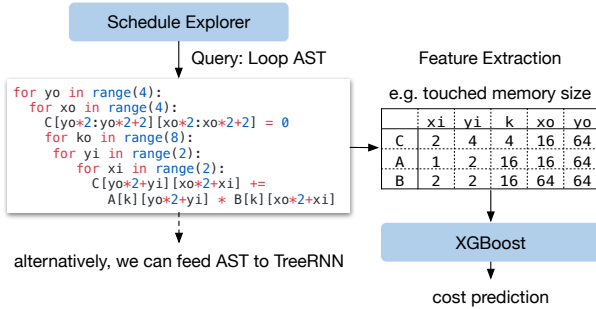 Schedule Explorer
Query: Loop AST
for yo in range(4):
for xo in range(4):
C[yo*2:yo*2+2][xo*2:xo*2+2] = 0
for ko in range(8):
for yi in range(2):
for xi in range(2):
C[yo*2+yi][xo*2+xi] +=
A[k][yo*2+yi] * B[k][xo*2+xi]
alternatively, we can feed AST to TreeRNN
Feature Extraction
e.g. touched memory size
xi yi k xo yo
C 2 4 4 16 64
A 1 2 16 16 64
B 2 2 16 64 64
XGBoost
cost prediction